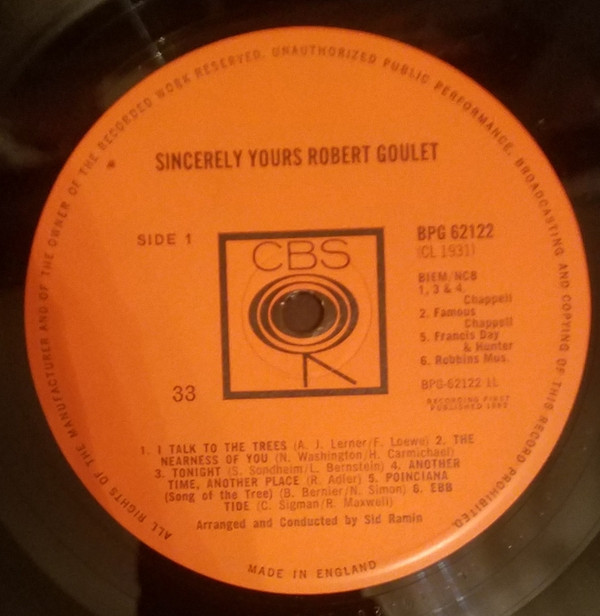 ALL RIGHTS OF THE MANUFACTURER AND OF THE OWNER OF THE RECORDED WORK RESERVED. UNAUTHORIZED PUBLIC PERFORMANCE, BROADCASTING AND COPYING OF THIS RECORD PROHIBITED.
SINCERELY YOURS ROBERT GOULET
SIDE 1
CBS
33
BPG 62122
(CL 1931)
BIEM/NCB
1, 3 & 4.
Chappell
2. Famous
Chappell
5. Francis Day
& Hunter
6. Robbins Mus.
BPG-62122 1L
RECORDING FIRST
PUBLISHED
1. I TALK TO THE TREES (A. J. Lerner/F. Loewe) 2. THE
NEARNESS OF YOU (N. Washington/H. Carmichael)
3. TONIGHT (S. Sondheim/L. Bernstein) 4. ANOTHER
TIME, ANOTHER PLACE (R. Adler) 5. POINCIANA
(Song of the Tree) (B. Bernier/N. Simon) 6. EBB
TIDE (C. Sigman/R. Maxwell)
Arranged and Conducted by Sid Ramin
MADE IN ENGLAND